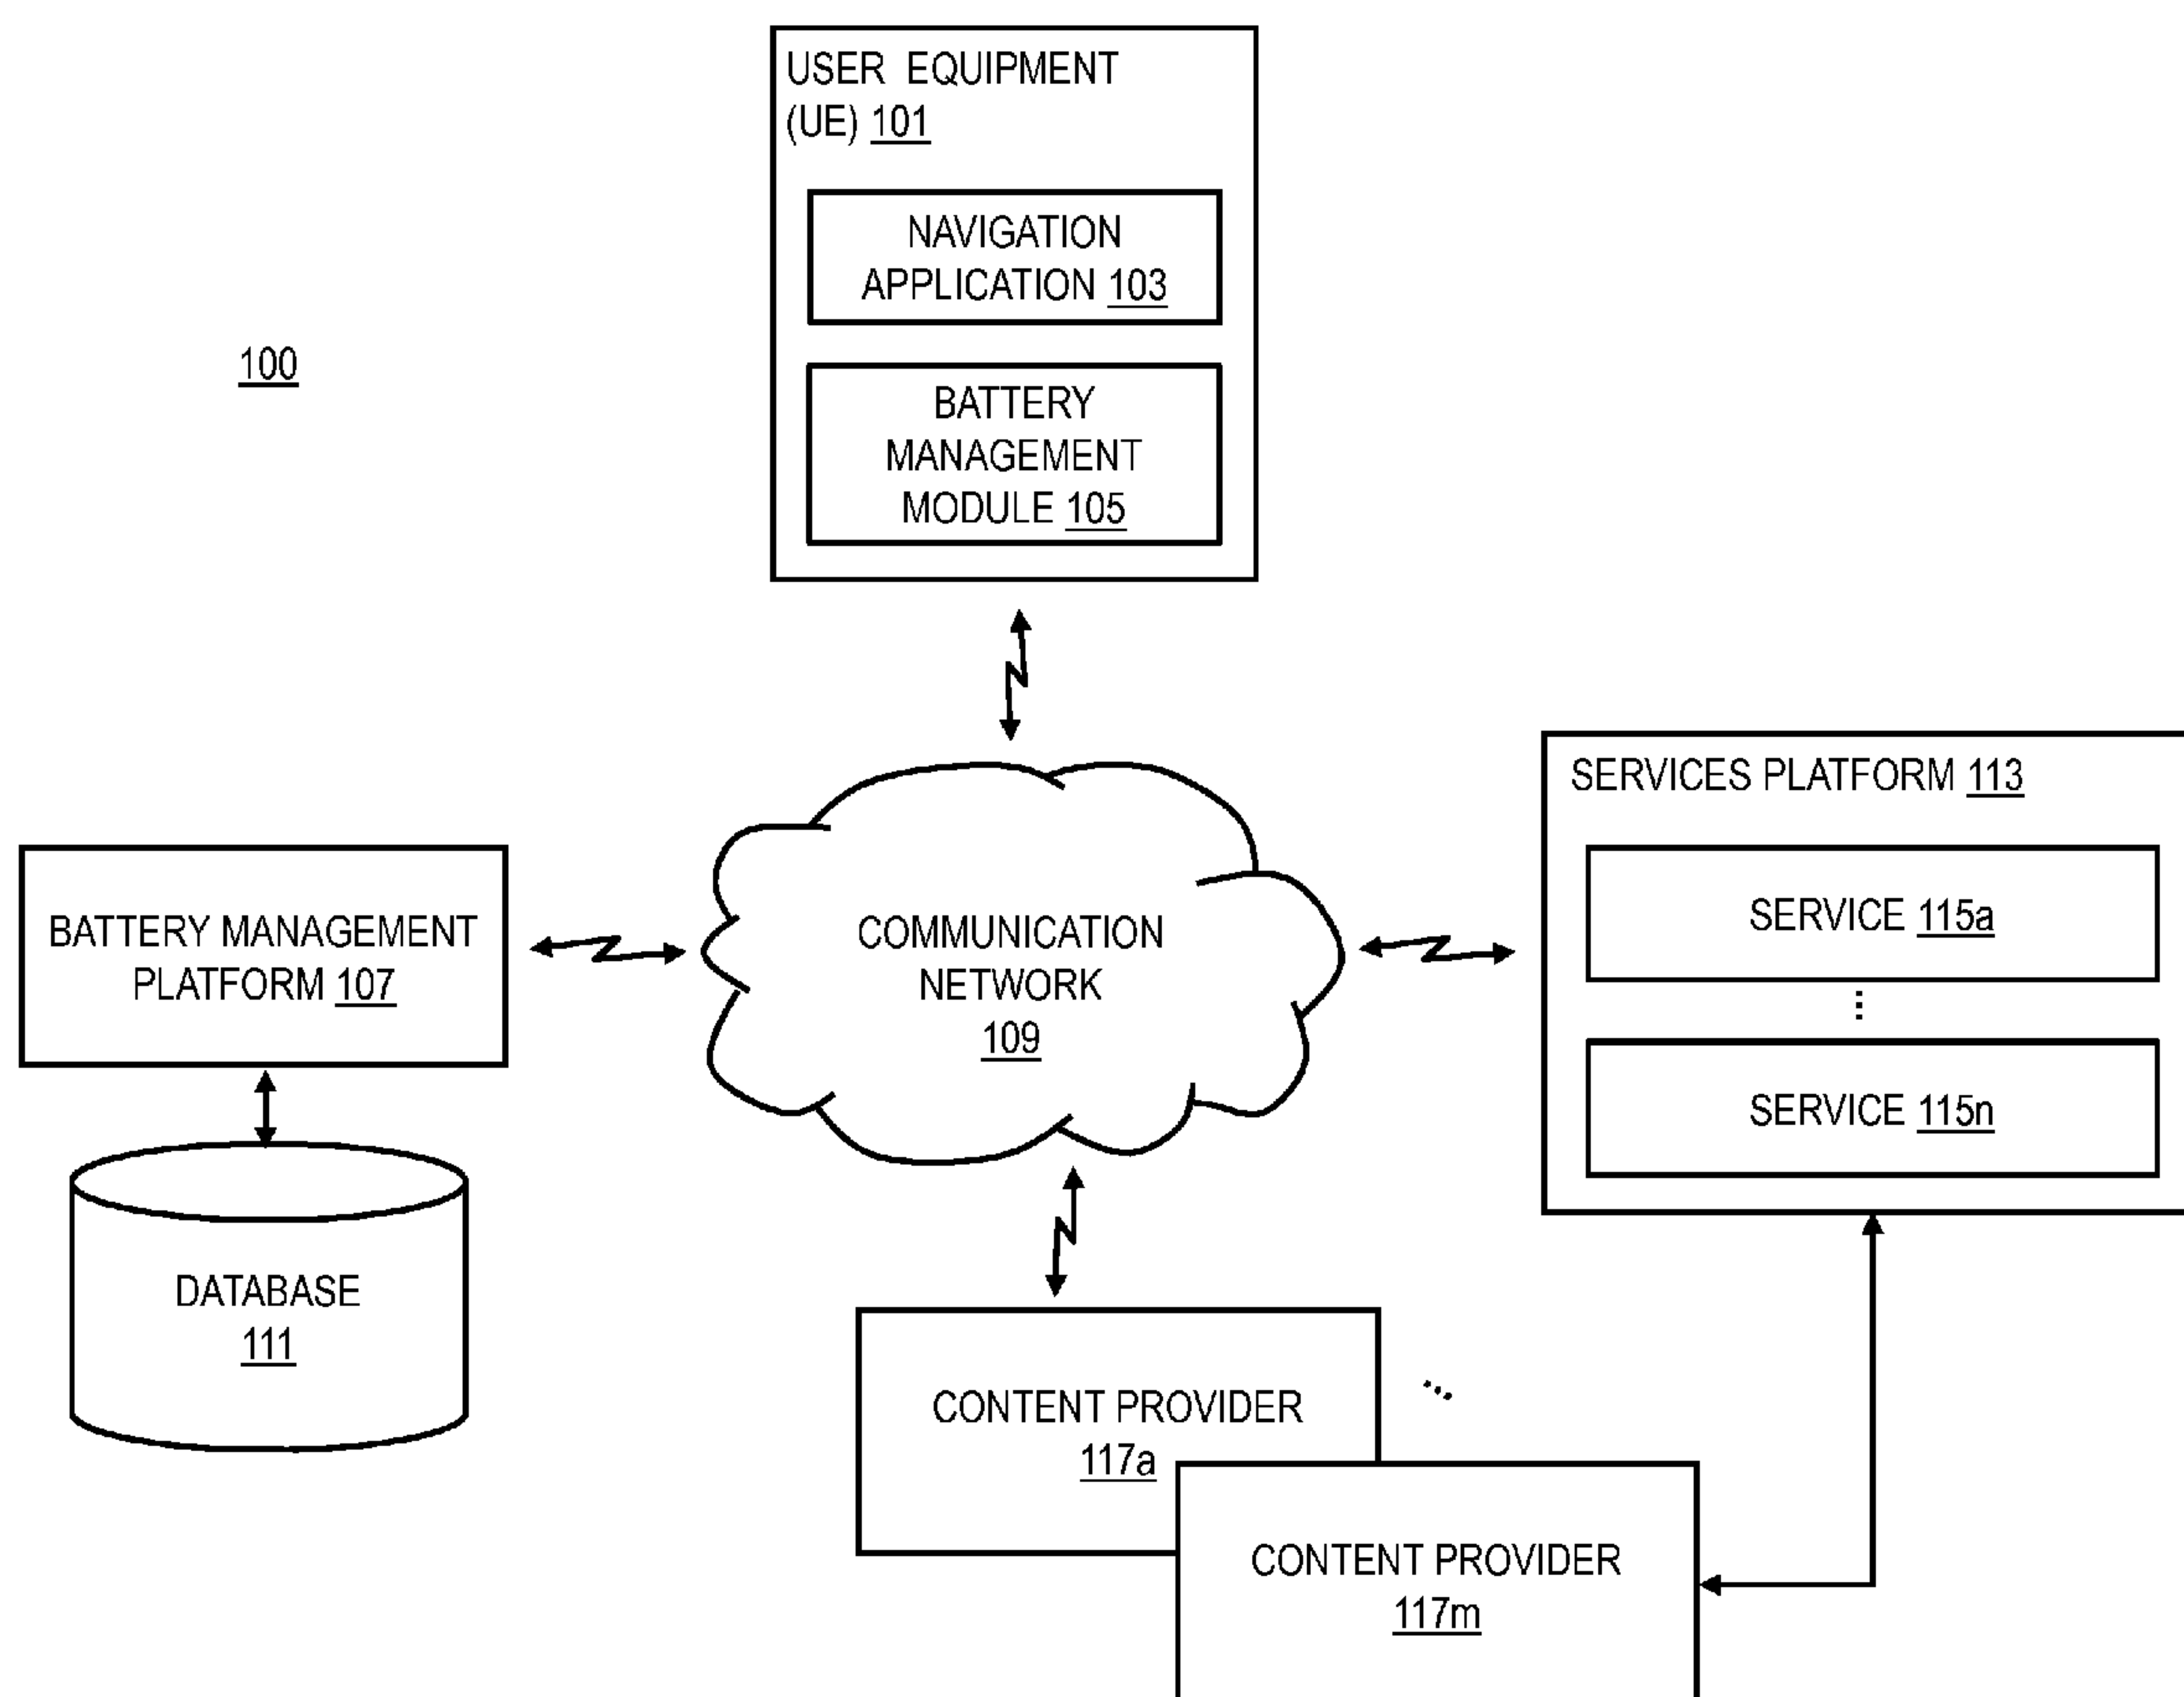 USER EQUIPMENT
(UE) 101
NAVIGATION
APPLICATION 103
BATTERY
MANAGEMENT
MODULE 105
100
SERVICES PLATFORM 113
SERVICE 115a
SERVICE 115n
COMMUNICATION
NETWORK
109
BATTERY MANAGEMENT
PLATFORM 107
DATABASE
111
CONTENT PROVIDER
117a
CONTENT PROVIDER
117m